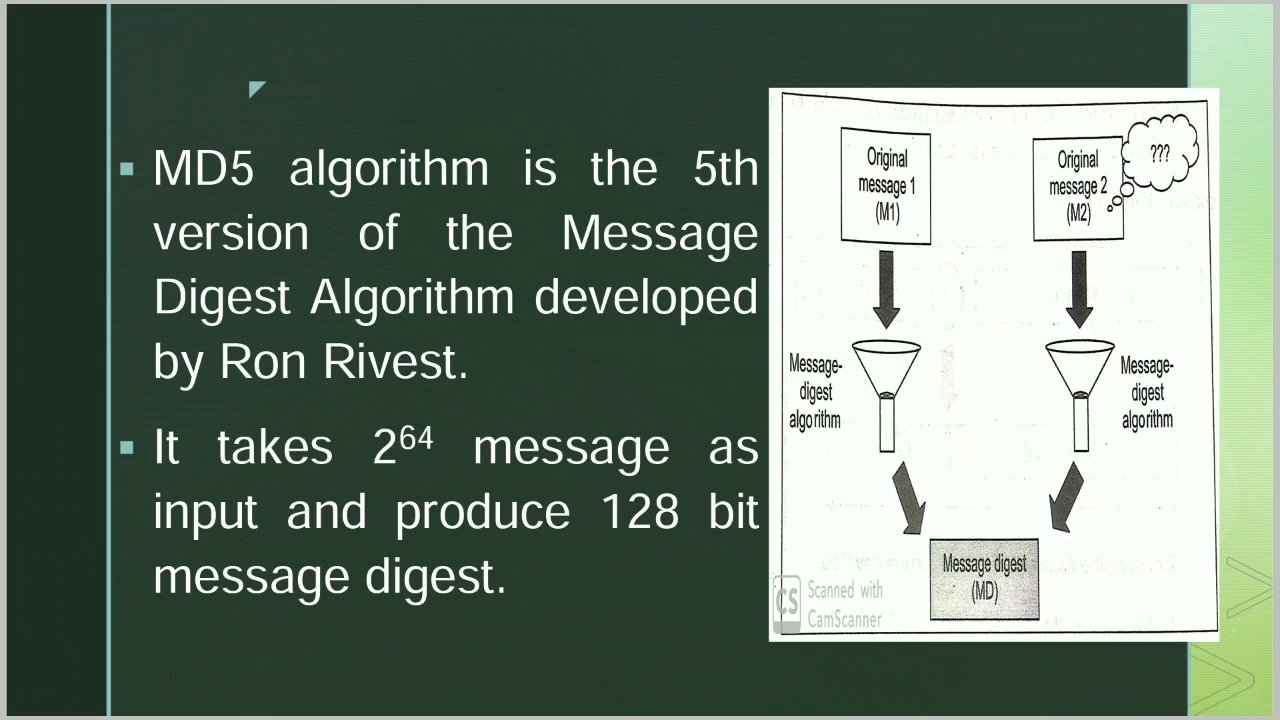 MD5 algorithm is the 5th
version of the Message
Digest Algorithm developed
by Ron Rivest.
It takes 2⁶⁴ message as
input and produce 128 bit
message digest.
Original
message 1
(M1)
Original
message 2
(M2)
???
Message-
digest
algorithm
Message-
digest
algorithm
Message digest
(MD)
CS
Scanned with
CamScanner